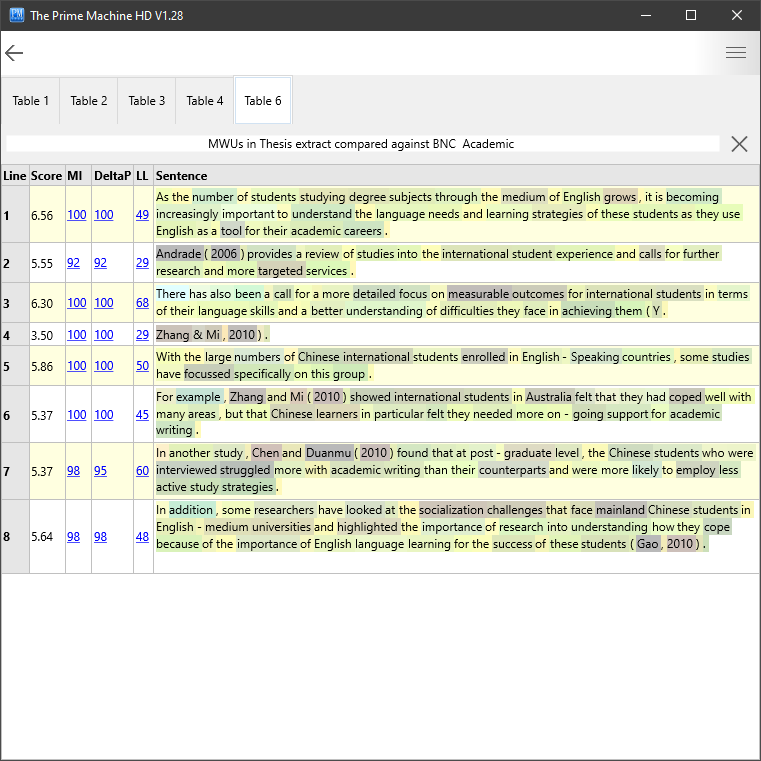 The Prime Machine HD V1.28
Table 1 Table 2 Table 3 Table 4 Table 6
MWUs in Thesis extract compared against BNC Academic
Line Score MI DeltaP LL Sentence
1 6.56 100 100 49 As the number of students studying degree subjects through the medium of English grows , it is becoming
increasingly important to understand the language needs and learning strategies of these students as they use
English as a tool for their academic careers .
2 5.55 92 92 29 Andrade ( 2006 ) provides a review of studies into the international student experience and calls for further
research and more targeted services .
3 6.30 100 100 68 There has also been a call for a more detailed focus on measurable outcomes for international students in terms
of their language skills and a better understanding of difficulties they face in achieving them ( Y .
4 3.50 100 100 29 Zhang & Mi , 2010 ) .
5 5.86 100 100 50 With the large numbers of Chinese international students enrolled in English - Speaking countries , some studies
have focussed specifically on this group .
6 5.37 100 100 45 For example , Zhang and Mi ( 2010 ) showed international students in Australia felt that they had coped well with
many areas , but that Chinese learners in particular felt they needed more on - going support for academic
writing .
7 5.37 98 95 60 In another study , Chen and Duanmu ( 2010 ) found that at post - graduate level , the Chinese students who were
interviewed struggled more with academic writing than their counterparts and were more likely to employ less
active study strategies .
8 5.64 98 98 48 In addition , some researchers have looked at the socialization challenges that face mainland Chinese students in
English - medium universities and highlighted the importance of research into understanding how they cope
because of the importance of English language learning for the success of these students ( Gao , 2010 ) .